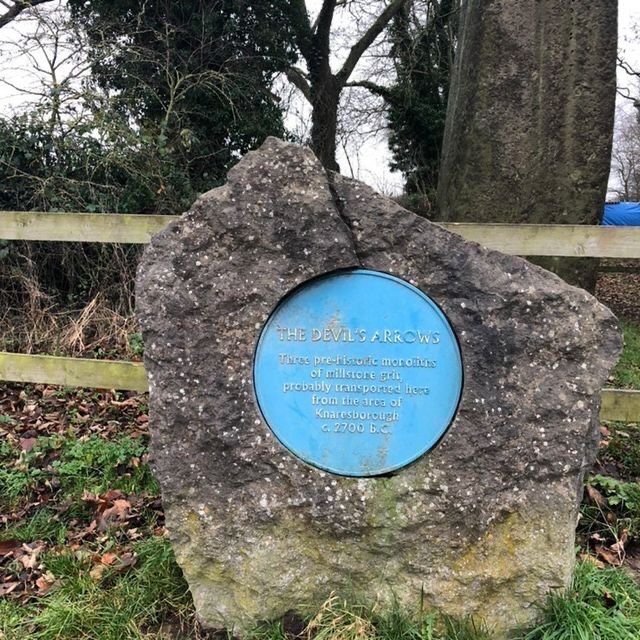 THE DEVIL'S ARROWS
Three pre-historic monoliths
of millstone grit,
probably transported here
from the area of
Knaresborough
c. 2700 B.C.